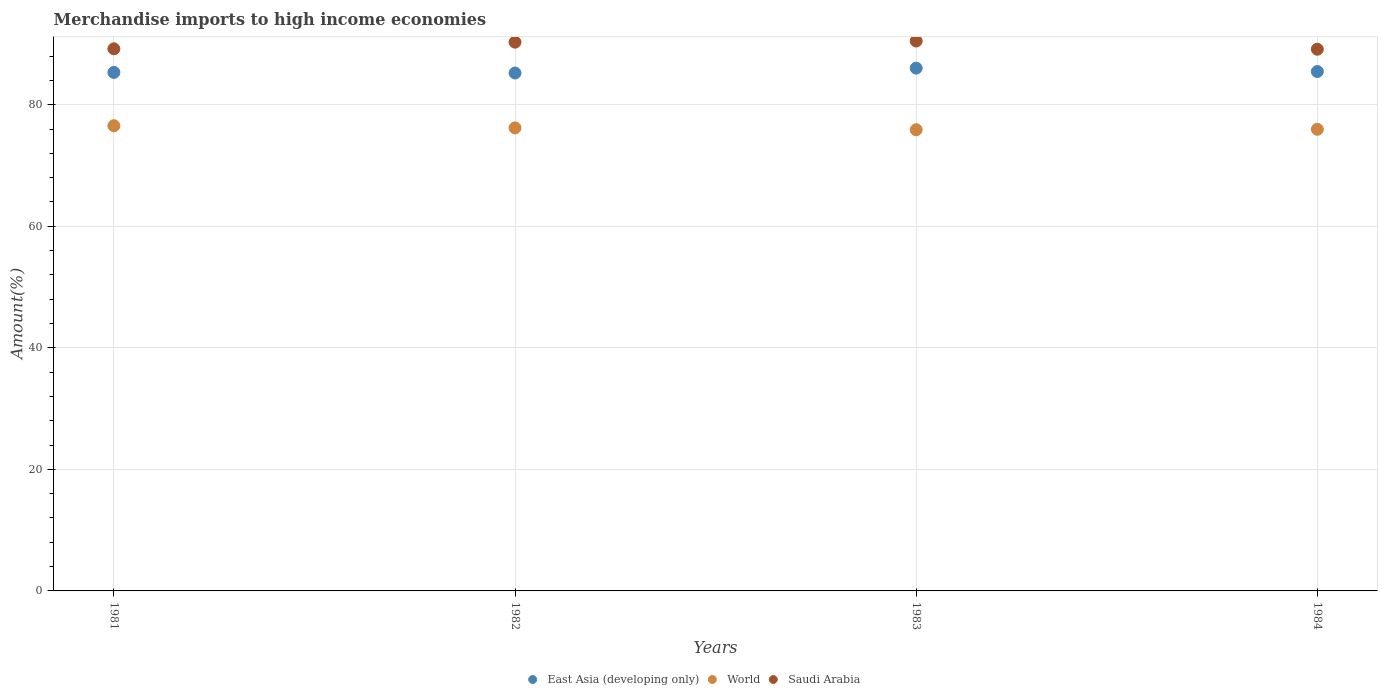 Merchandise imports to high income economies
Amount(%)
80
60
40
20
0
1981
1982
1983
1984
Years
East Asia (developing only)
World
Saudi Arabia